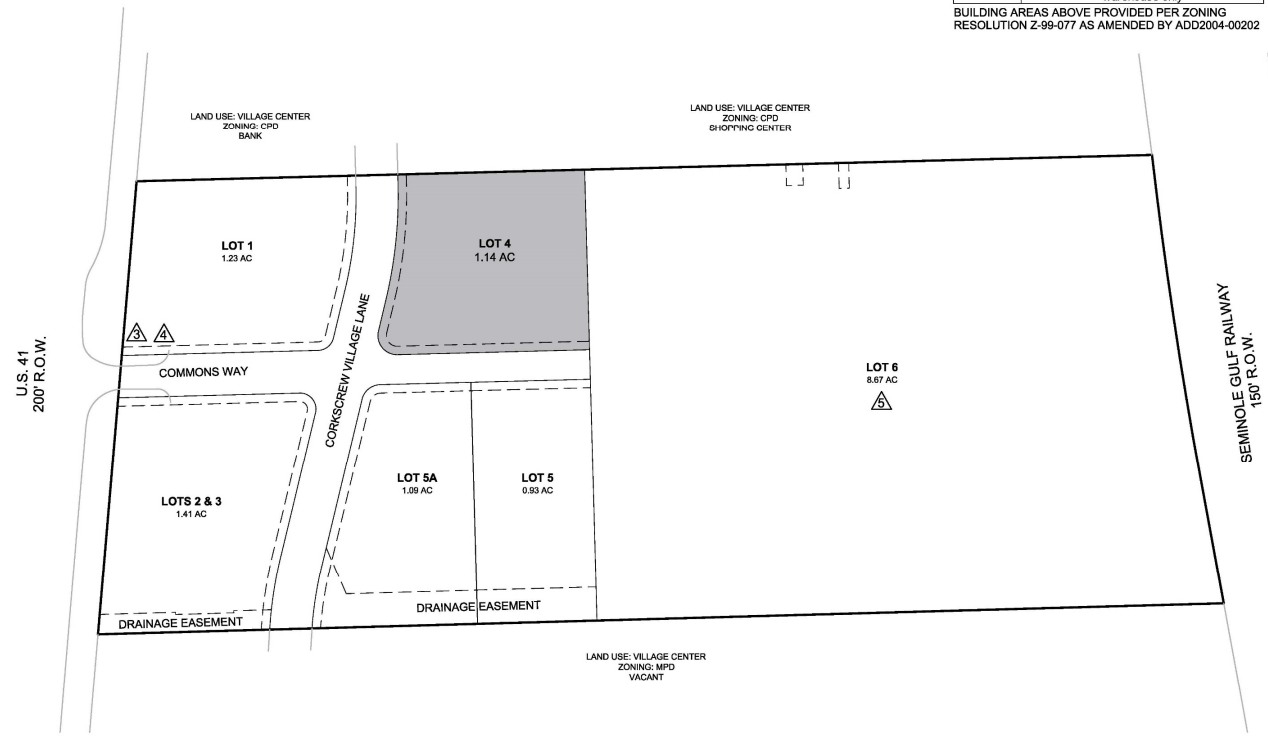 BUILDING AREAS ABOVE PROVIDED PER ZONING
RESOLUTION Z-99-077 AS AMENDED BY ADD2004-00202
LAND USE: VILLAGE CENTER
ZONING: CPD
BANK
LAND USE: VILLAGE CENTER
ZONING: CPD
SHOPPING CENTER
LOT 1
1.23 AC
LOT 4
1.14 AC
3
4
U.S. 41
200' R.O.W.
COMMONS WAY
CORKSCREW VILLAGE LANE
LOT 6
8.67 AC
5
SEMINOLE GULF RAILWAY
150' R.O.W.
LOTS 2 & 3
1.41 AC
LOT 5A
1.09 AC
LOT 5
0.93 AC
DRAINAGE EASEMENT
DRAINAGE EASEMENT
LAND USE: VILLAGE CENTER
ZONING: MPD
VACANT